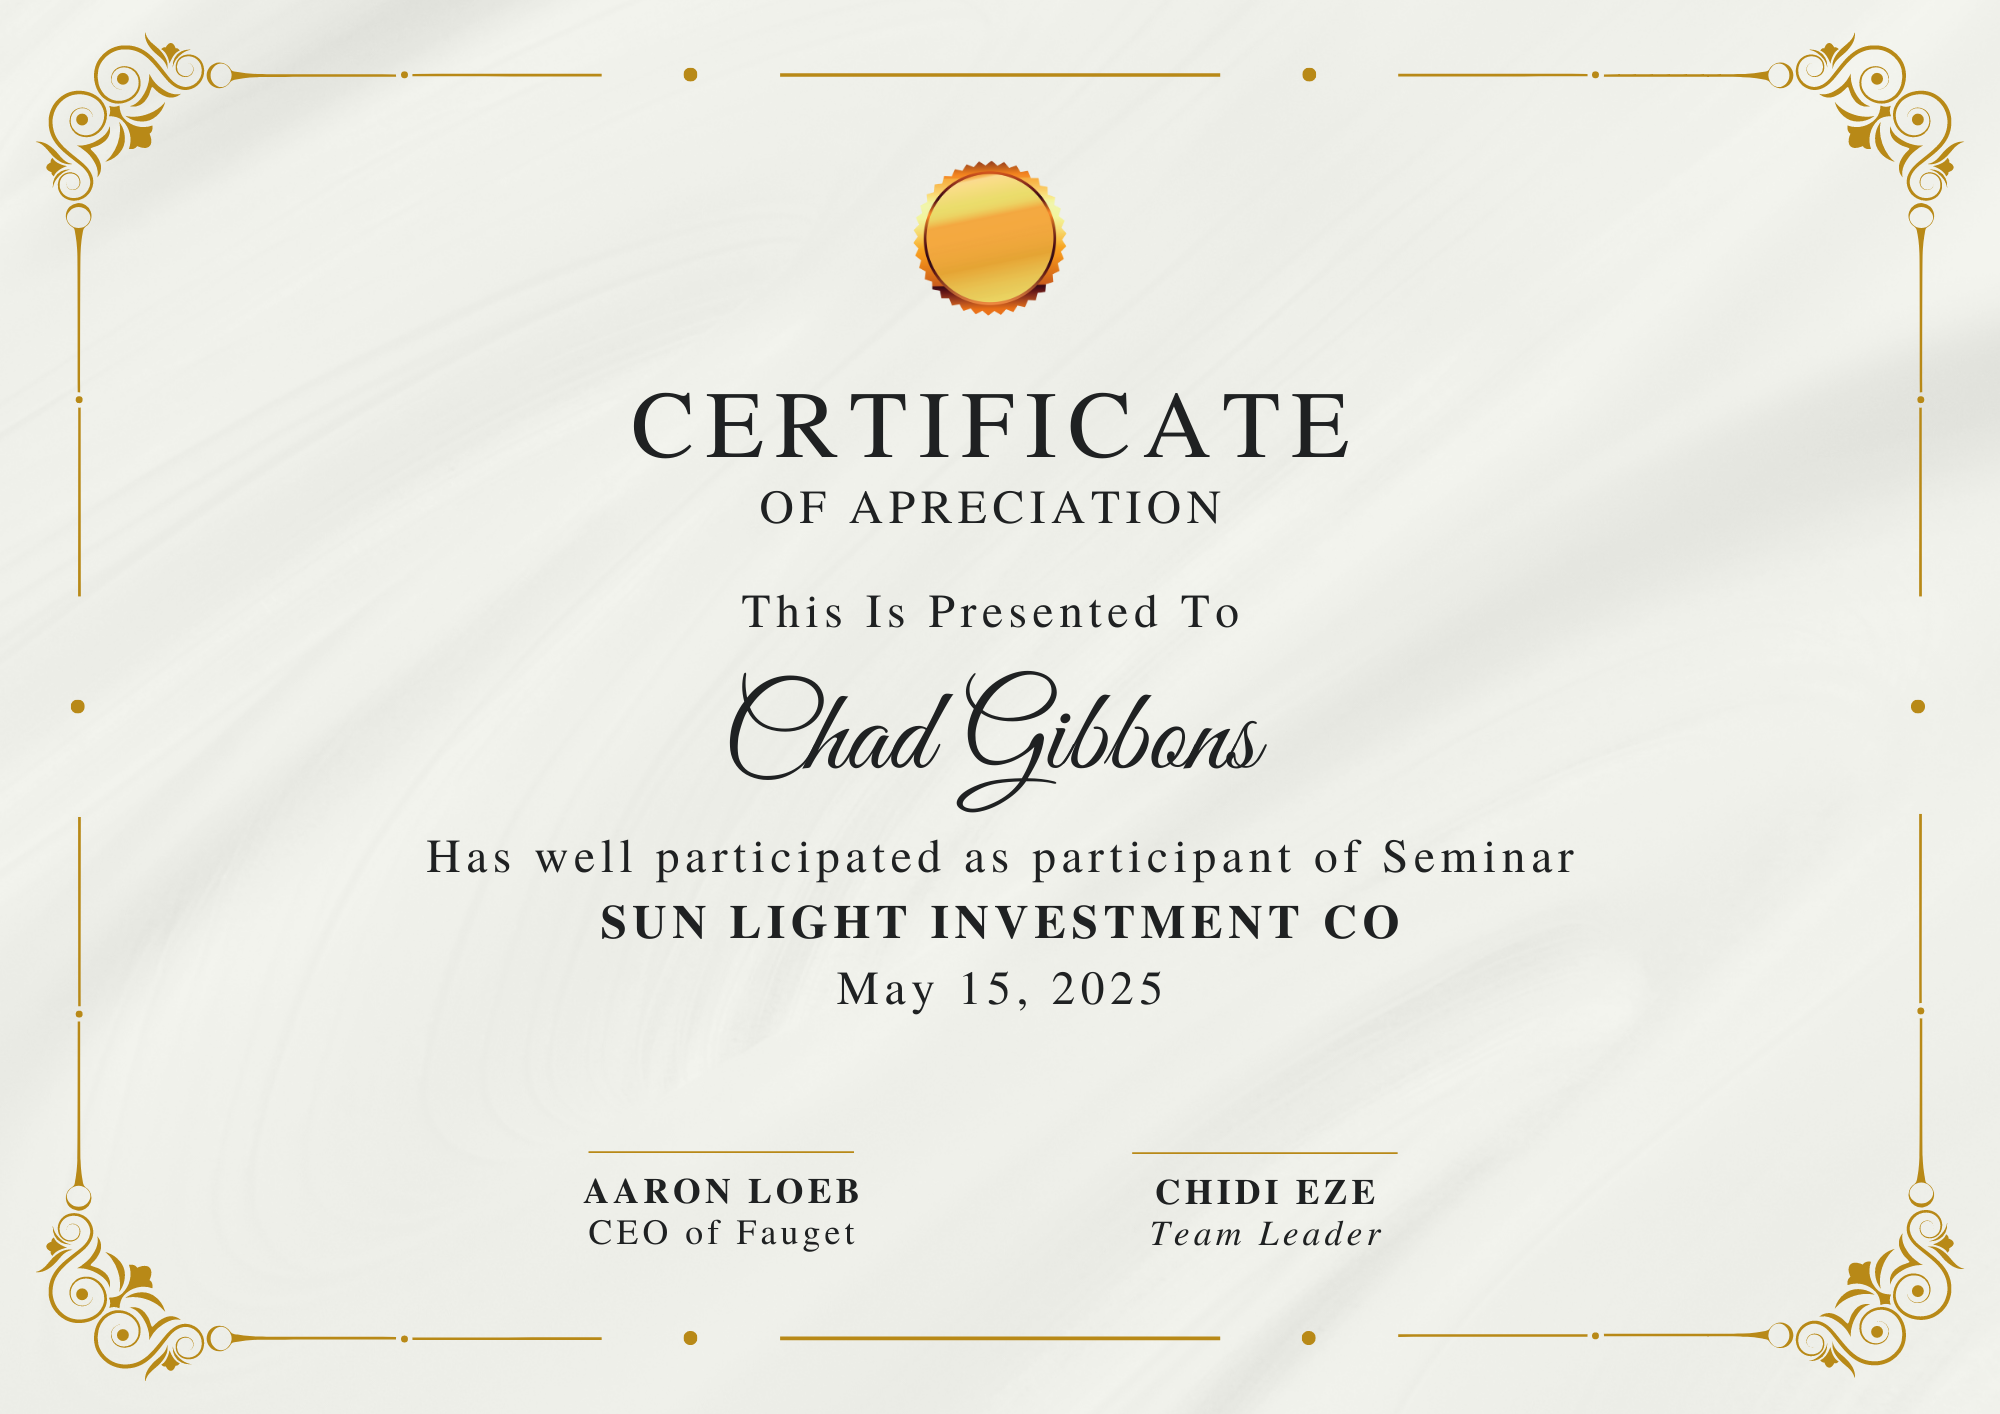 CERTIFICATE
OF APRECIATION
This Is Presented To
Chad Gibbons
Has well participated as participant of Seminar
SUN LIGHT INVESTMENT CO
May 15, 2025
AARON LOEB
CEO of Fauget
CHIDI EZE
Team Leader